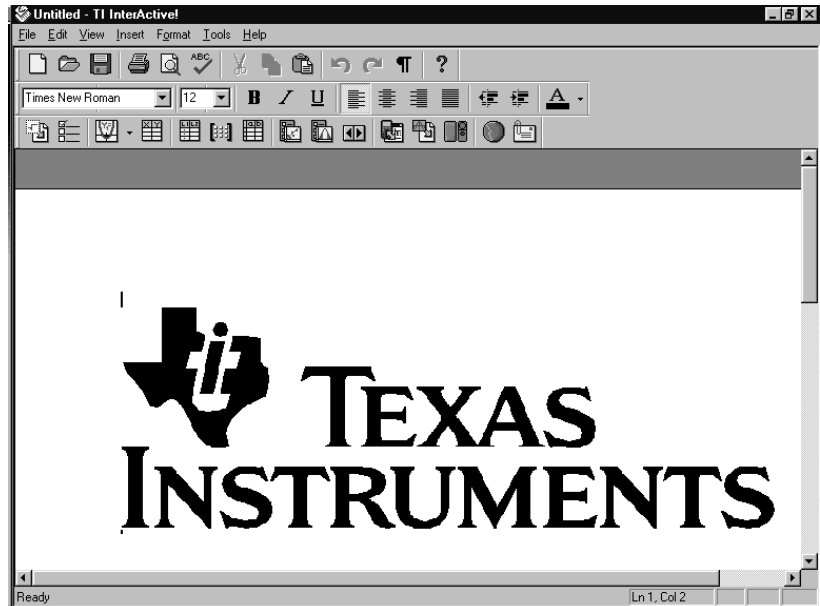 Untitled - TI InterActive!
File Edit View Insert Format Tools Help
ABC
Times New Roman 12 B I U A
TEXAS
INSTRUMENTS
Ready Ln 1, Col 2